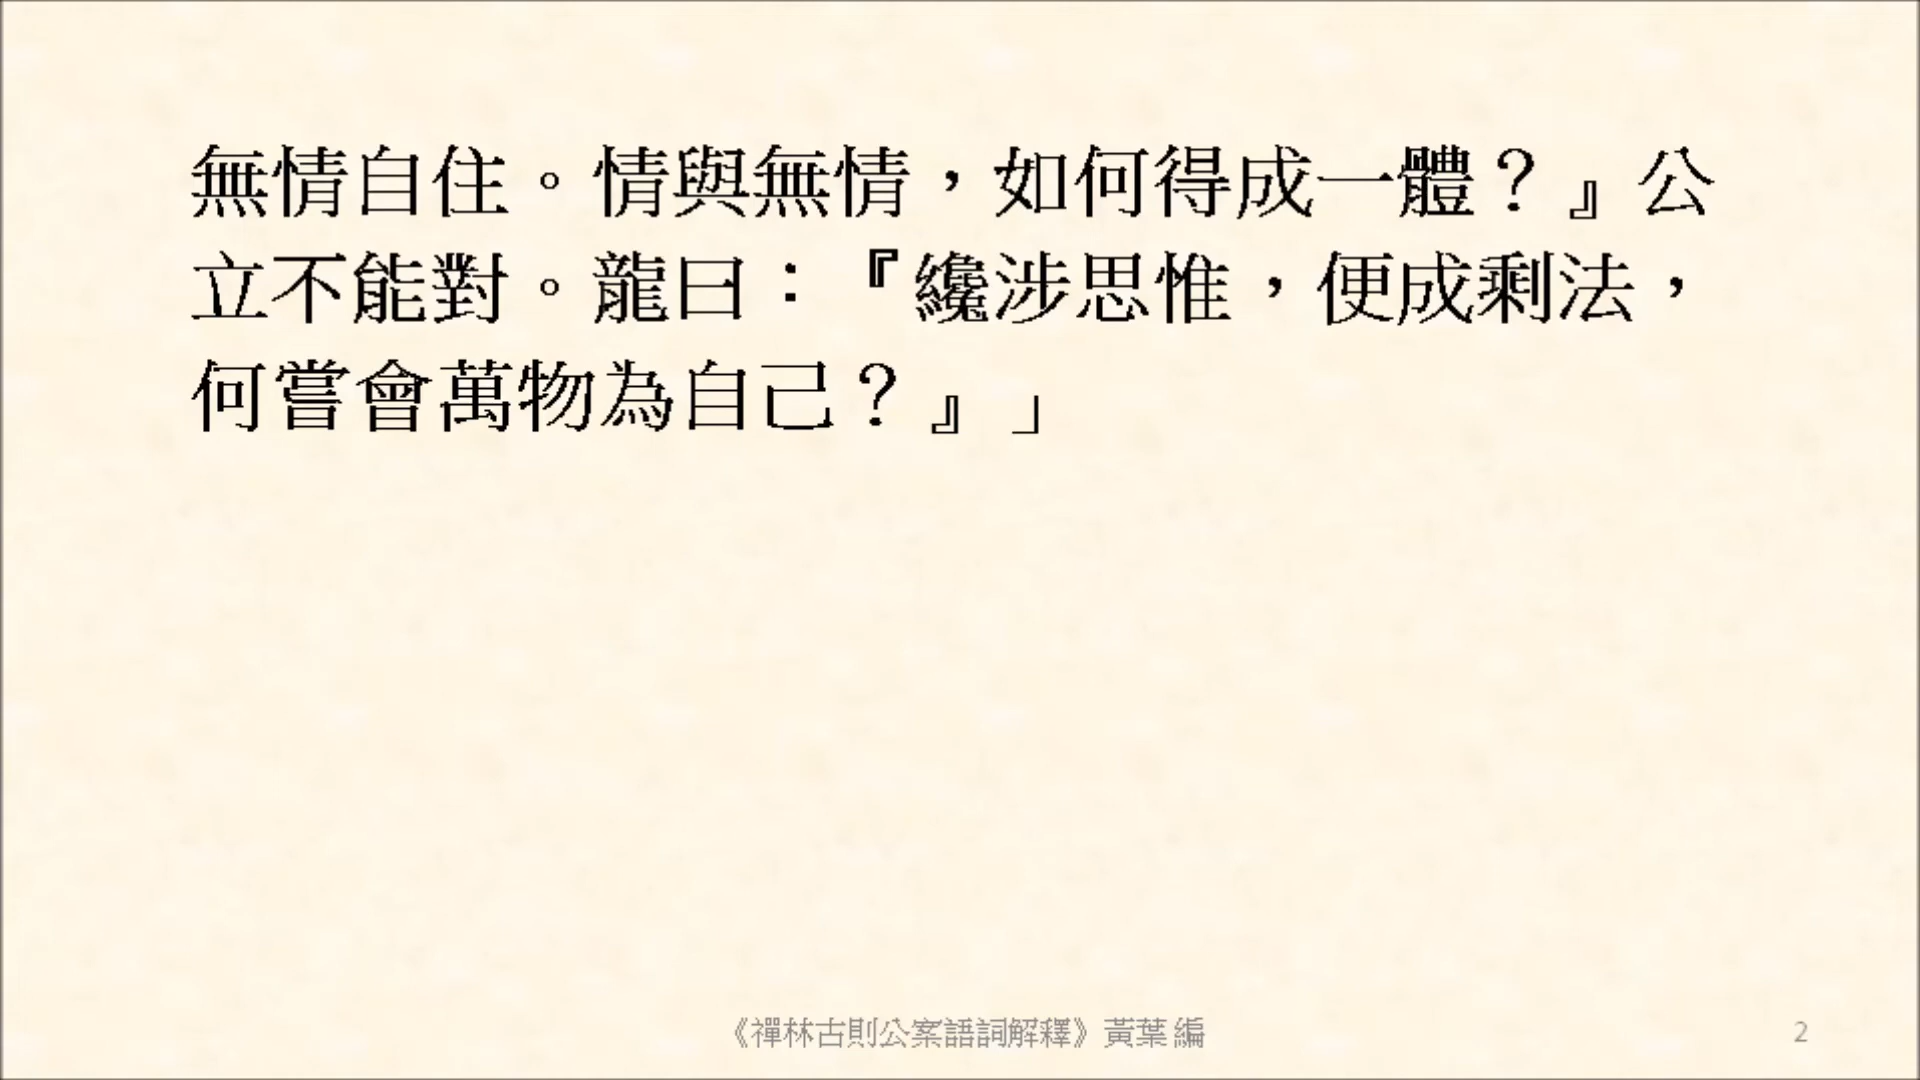 無情自住。情與無情，如何得成一體？』公
立不能對。龍曰：『纔涉思惟，便成剩法，
何嘗會萬物為自己？』」
《禪林古則公案語詞解釋》黃葉 編
2